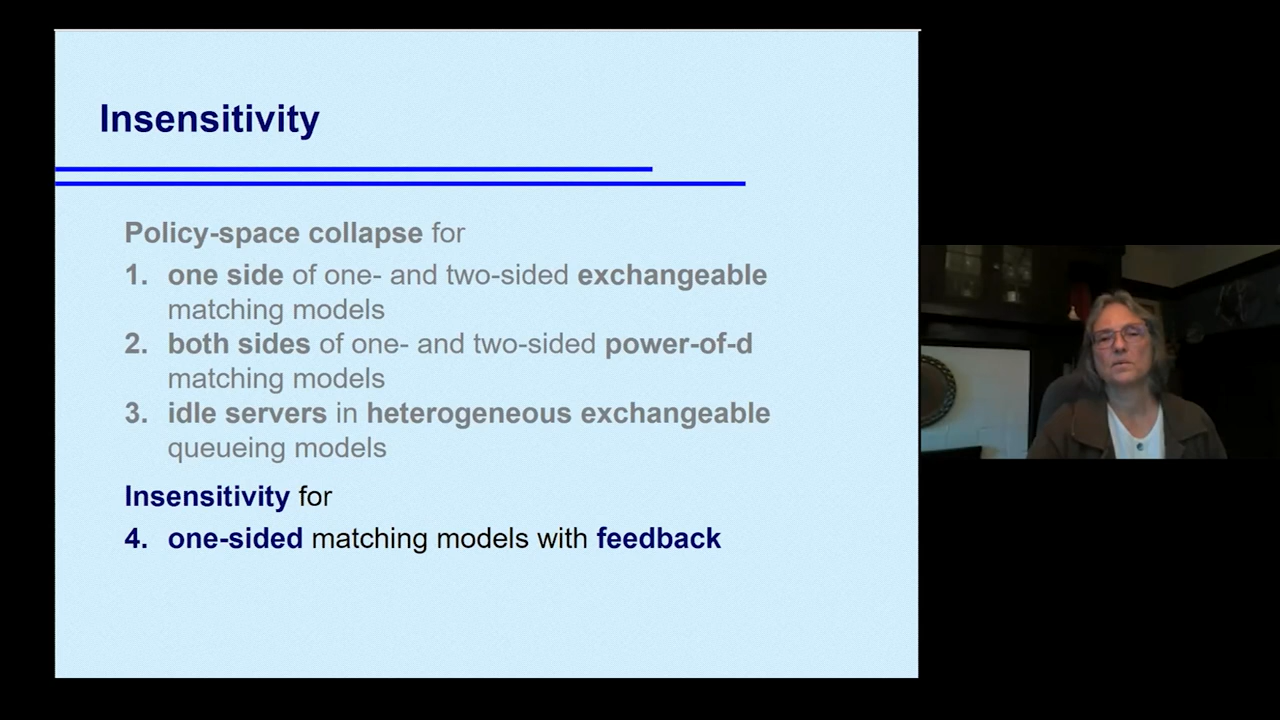 Insensitivity
Policy-space collapse for
1. one side of one- and two-sided exchangeable
matching models
2. both sides of one- and two-sided power-of-d
matching models
3. idle servers in heterogeneous exchangeable
queueing models
Insensitivity for
4. one-sided matching models with feedback